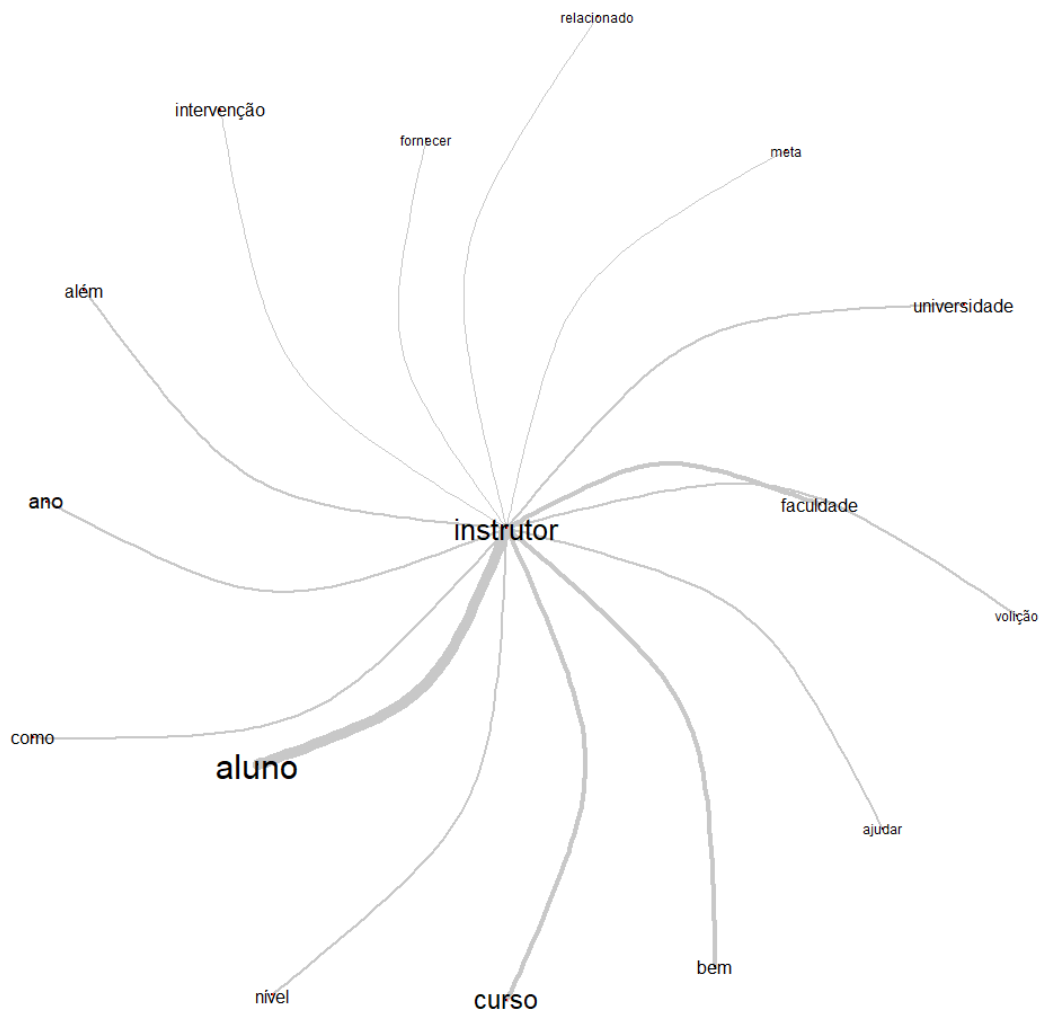 relacionado
intervenção
fornecer
meta
além
universidade
ano
faculdade
instrutor
volição
como
aluno
ajudar
bem
nível
curso